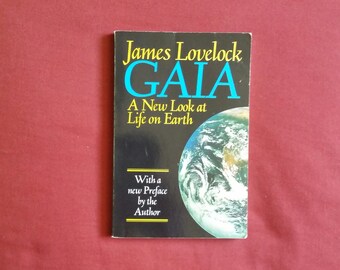 James Lovelock
GAIA
A New Look at
Life on Earth
With a
new Preface
by the
Author